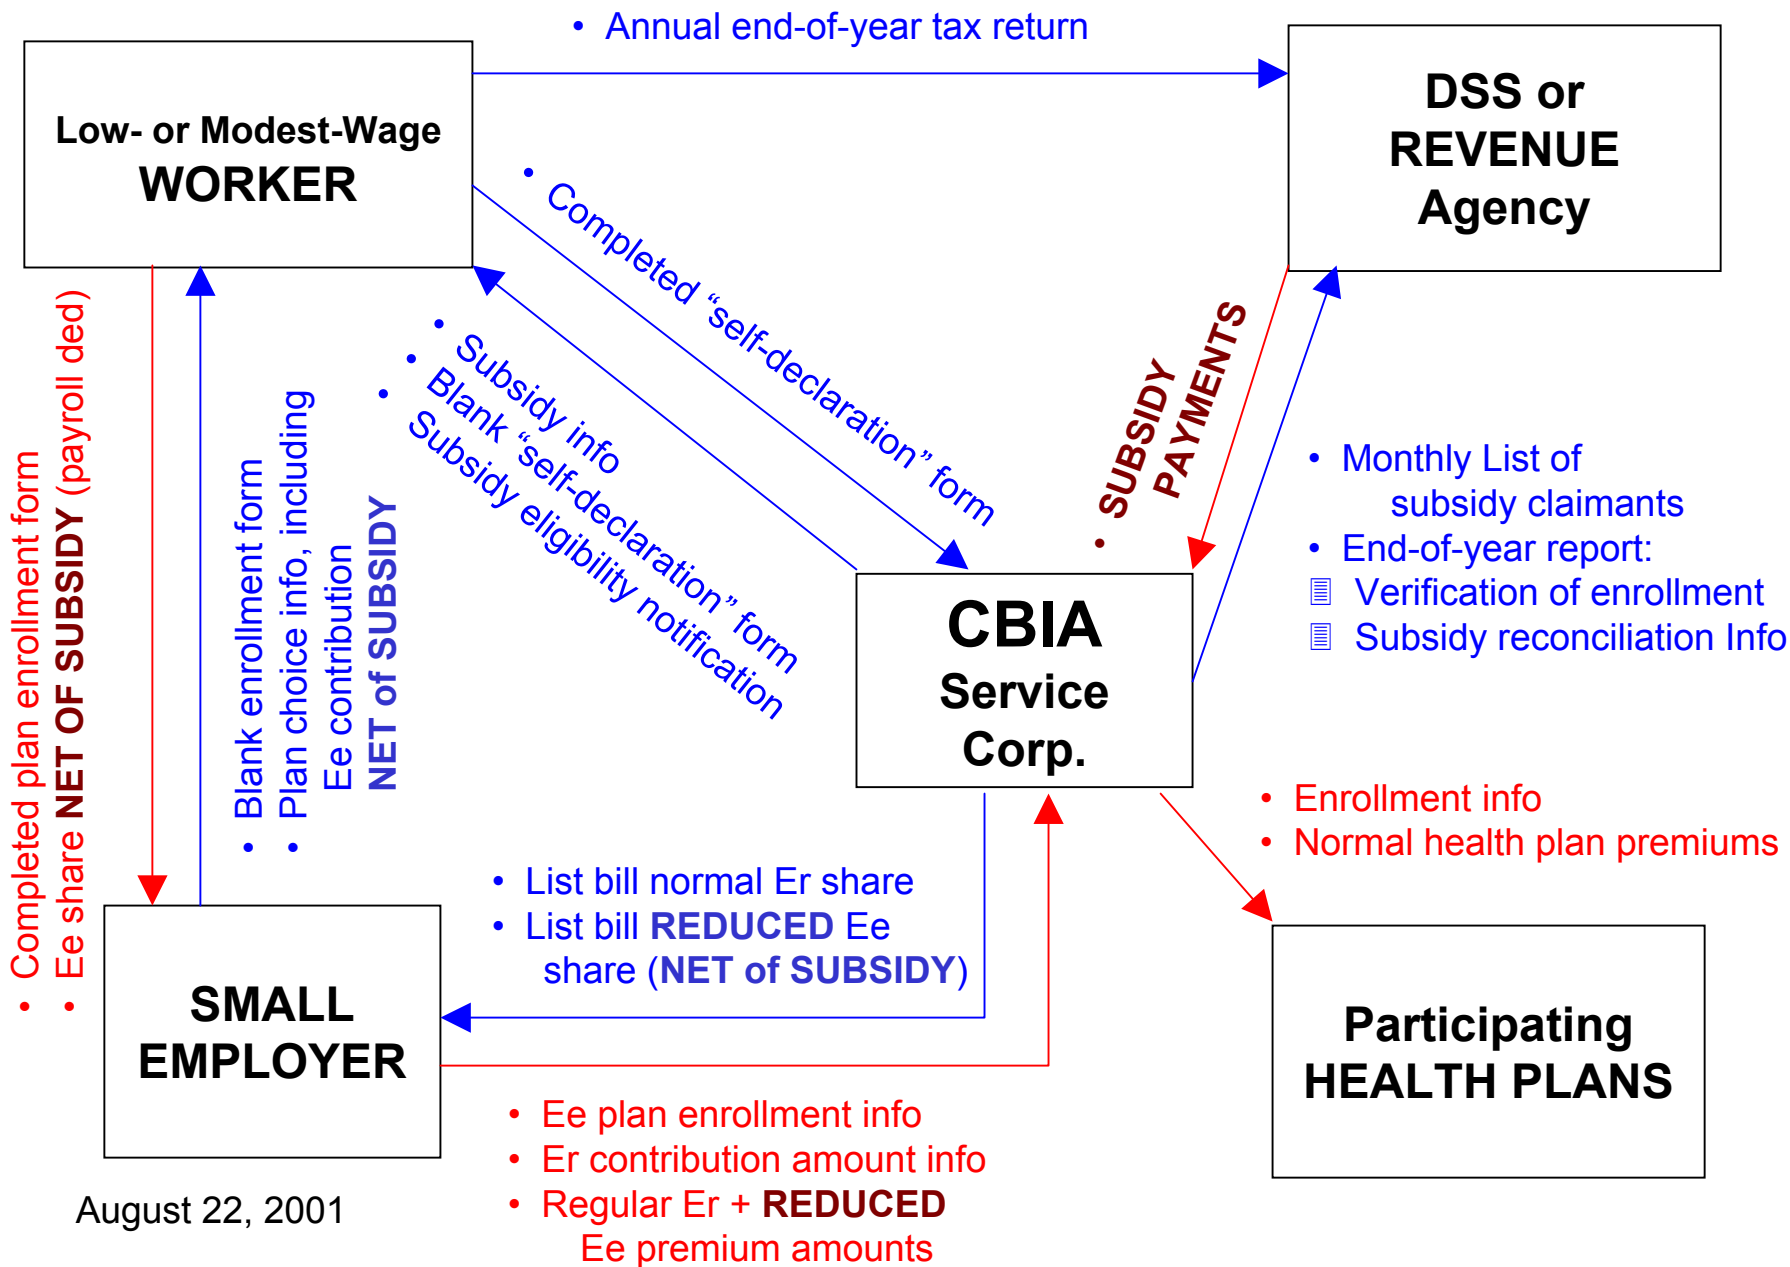 • Annual end-of-year tax return
Low- or Modest-Wage
WORKER
DSS or
REVENUE
Agency
• Completed “self-declaration” form
• Subsidy info
• Blank “self-declaration” form
• Subsidy eligibility notification
• SUBSIDY
PAYMENTS
• Completed plan enrollment form
• Ee share NET OF SUBSIDY (payroll ded)
• Blank enrollment form
• Plan choice info, including
Ee contribution
NET of SUBSIDY
• Monthly List of
subsidy claimants
• End-of-year report:
Verification of enrollment
Subsidy reconciliation Info
CBIA
Service
Corp.
• Enrollment info
• Normal health plan premiums
• List bill normal Er share
• List bill REDUCED Ee
share (NET of SUBSIDY)
SMALL
EMPLOYER
Participating
HEALTH PLANS
• Ee plan enrollment info
• Er contribution amount info
• Regular Er + REDUCED
Ee premium amounts
August 22, 2001